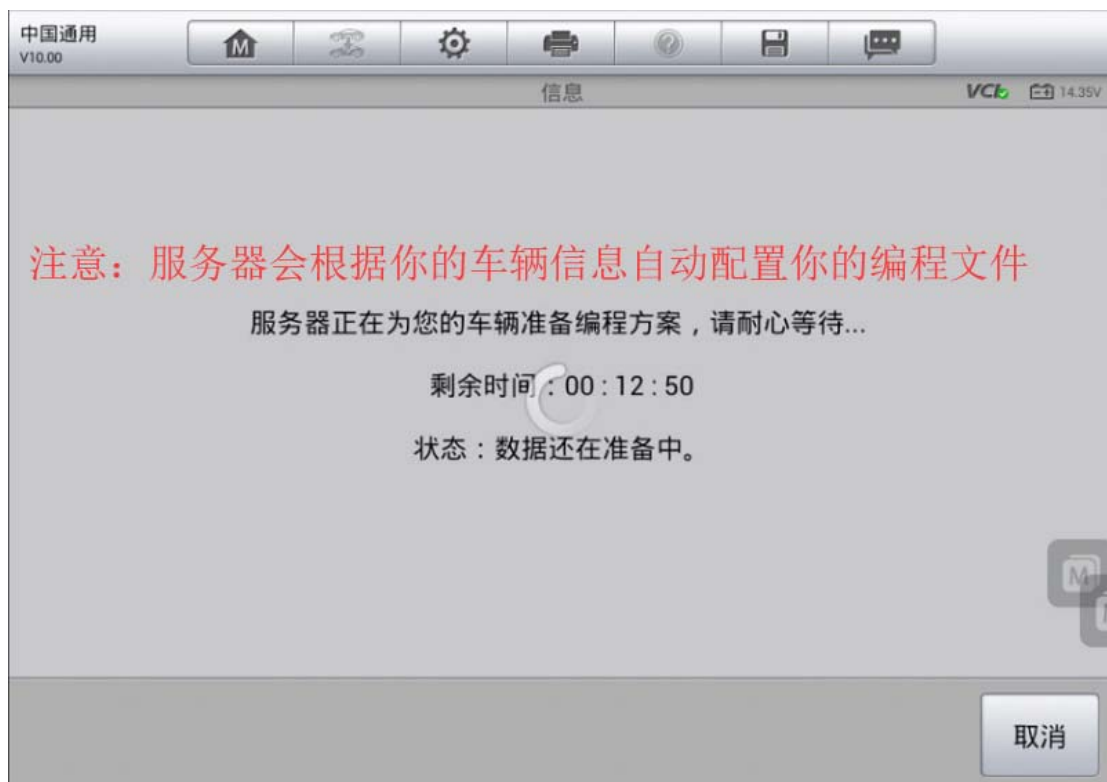 中国通用
V10.00
信息
VCI
14.35V
注意：服务器会根据你的车辆信息自动配置你的编程文件
服务器正在为您的车辆准备编程方案，请耐心等待...
剩余时间：00：12：50
状态：数据还在准备中。
M
取消